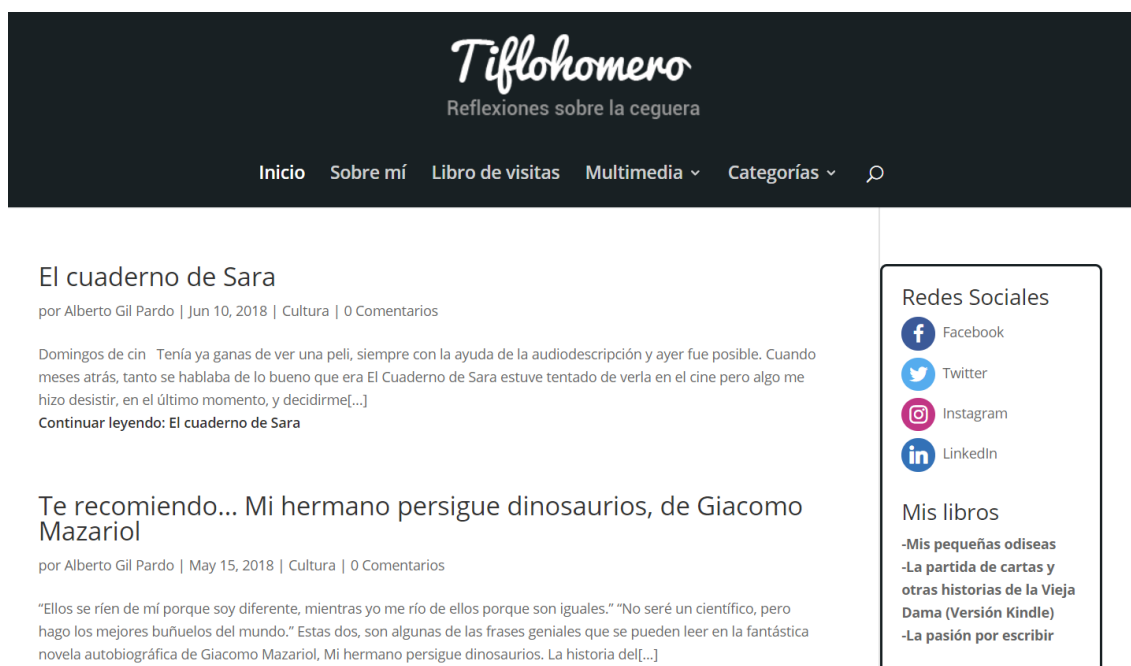 Tiflohomero
Reflexiones sobre la ceguera
Inicio Sobre mí Libro de visitas Multimedia Categorías
El cuaderno de Sara
por Alberto Gil Pardo | Jun 10, 2018 | Cultura | 0 Comentarios
Domingos de cin Tenía ya ganas de ver una peli, siempre con la ayuda de la audiodescripción y ayer fue posible. Cuando
meses atrás, tanto se hablaba de lo bueno que era El Cuaderno de Sara estuve tentado de verla en el cine pero algo me
hizo desistir, en el último momento, y decidirme[...]
Continuar leyendo: El cuaderno de Sara
Te recomiendo... Mi hermano persigue dinosaurios, de Giacomo
Mazariol
por Alberto Gil Pardo | May 15, 2018 | Cultura | 0 Comentarios
“Ellos se ríen de mí porque soy diferente, mientras yo me río de ellos porque son iguales.” “No seré un científico, pero
hago los mejores buñuelos del mundo.” Estas dos, son algunas de las frases geniales que se pueden leer en la fantástica
novela autobiográfica de Giacomo Mazariol, Mi hermano persigue dinosaurios. La historia del[...]
Redes Sociales
Facebook
Twitter
Instagram
LinkedIn
Mis libros
-Mis pequeñas odiseas
-La partida de cartas y
otras historias de la Vieja
Dama (Versión Kindle)
-La pasión por escribir